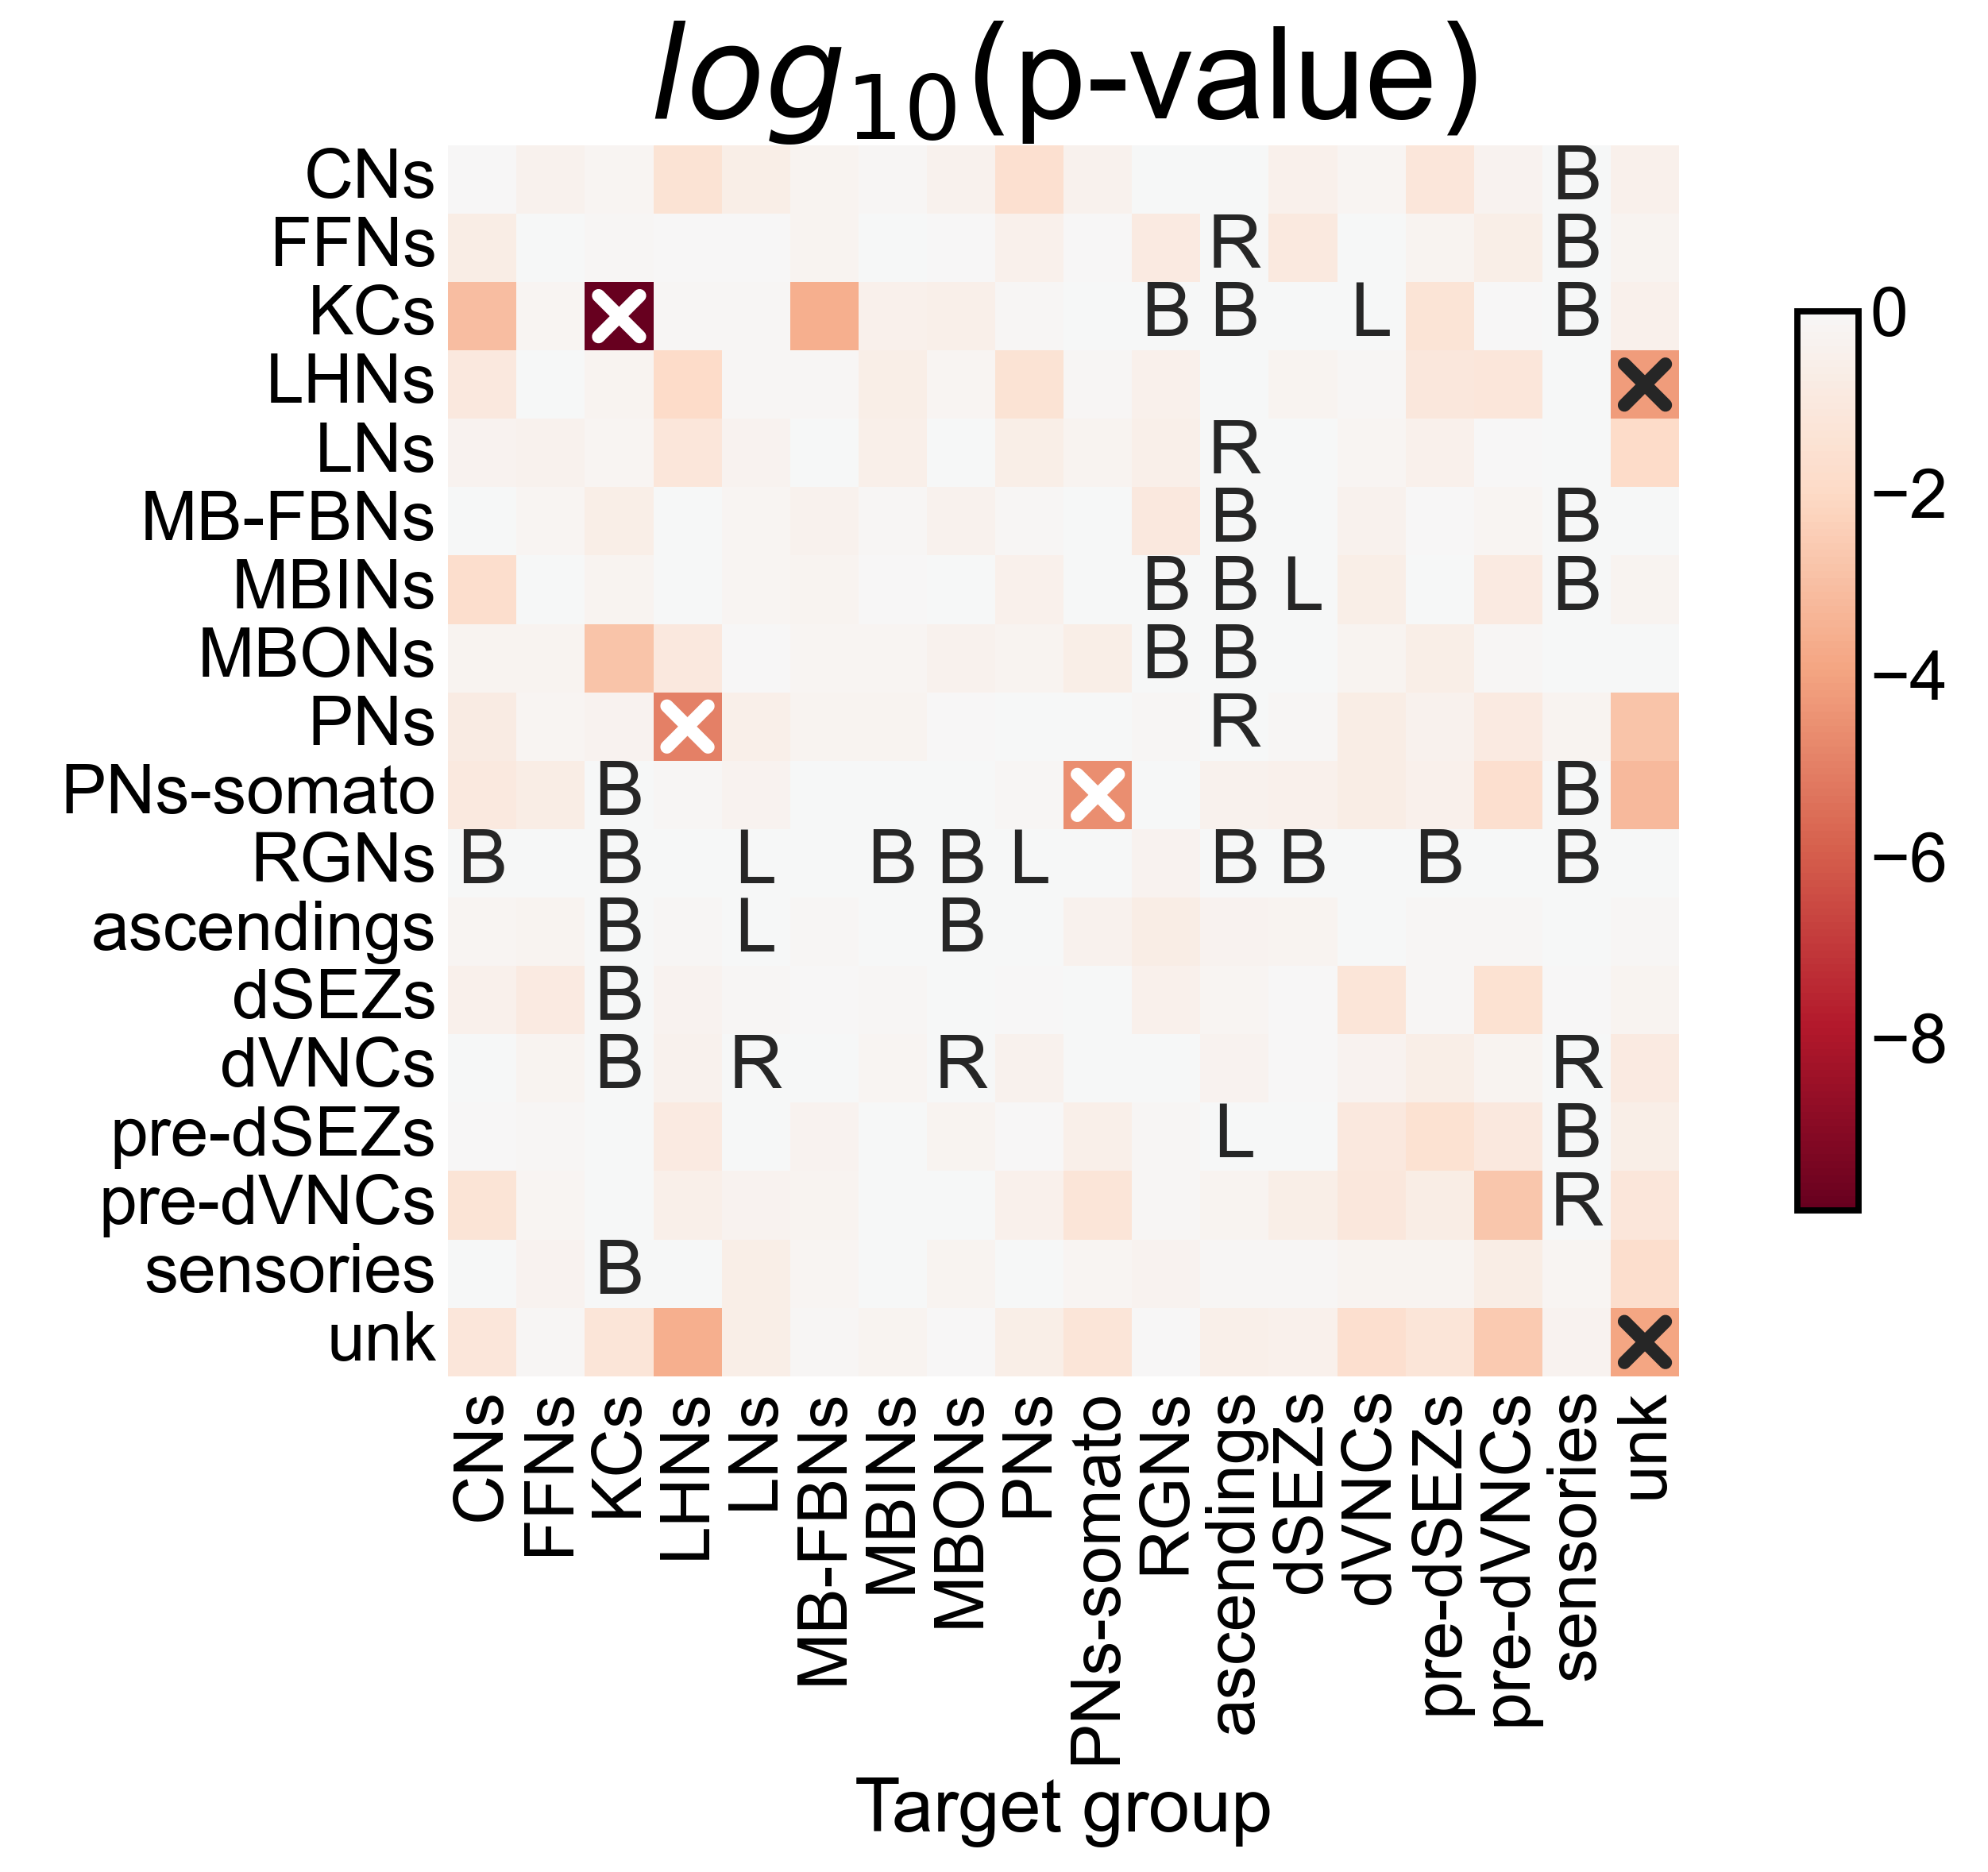 log10(p-value)
CNs B
FFNs R B
KCs B B L B
LHNs
LNs R
MB-FBNs B B
MBINs B B L B
MBONs B B
PNs R
PNs-somato B B
RGNs B B L B B L B B B B
ascendings B L B
dSEZs B
dVNCs B R R R
pre-dSEZs L B
pre-dVNCs R
sensories B
unk
CNs
FFNs
KCs
LHNs
LNs
MB-FBNs
MBINs
MBONs
PNs
PNs-somato
RGNs
ascendings
dSEZs
dVNCs
pre-dSEZs
pre-dVNCs
sensories
unk
Target group
0
−2
−4
−6
−8